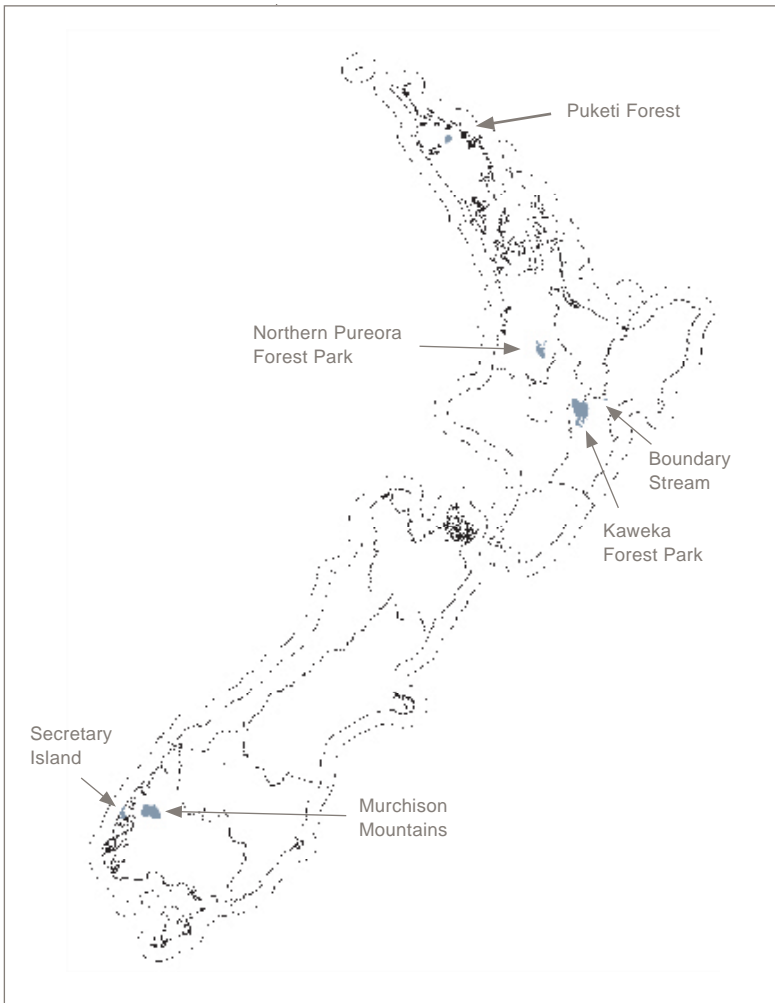 Puketi Forest
Northern Pureora
Forest Park
Boundary
Stream
Kaweka
Forest Park
Secretary
Island
Murchison
Mountains